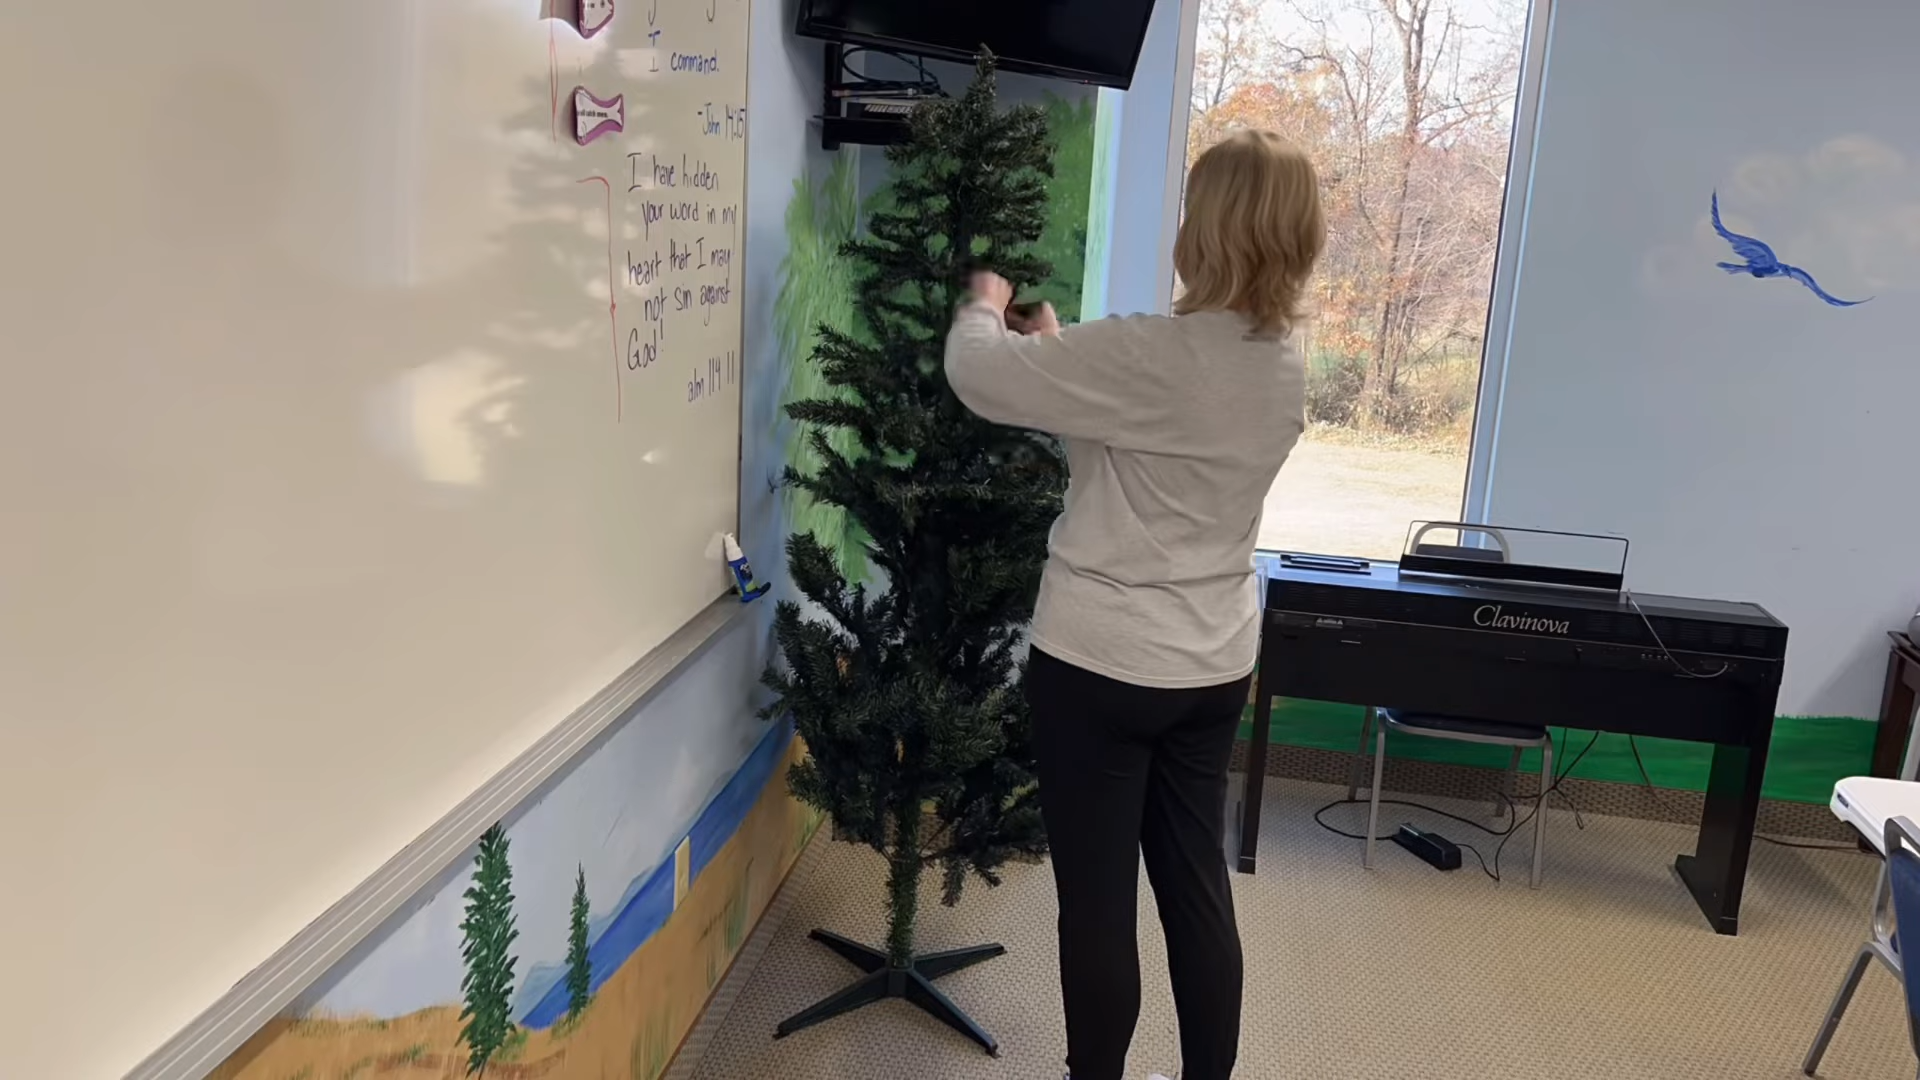 I command.
-John 14:15
I have hidden
your word in my
heart that I may
not sin against
God!
alm 119 11
Clavinova